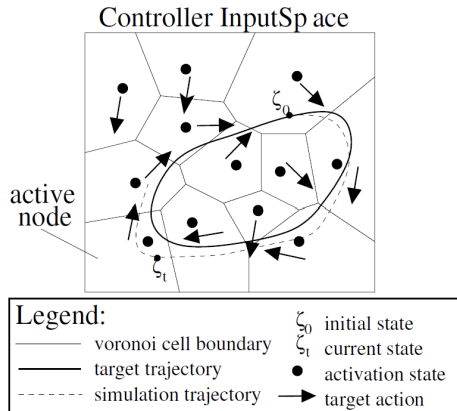 Controller InputSp ace
ζ0
active
node
ζt
Legend:
voronoi cell boundary
target trajectory
simulation trajectory
ζ0 initial state
ζt current state
activation state
target action